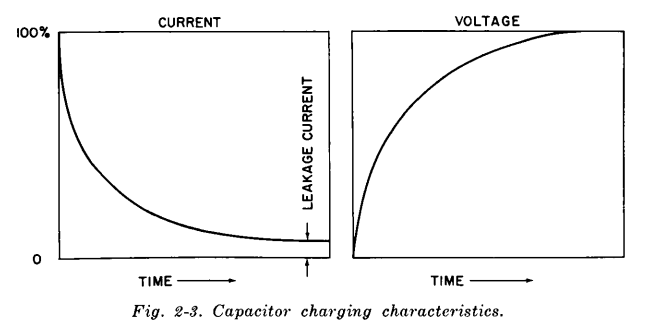 CURRENT
100%
LEAKAGE CURRENT
0
TIME
VOLTAGE
TIME
Fig. 2-3. Capacitor charging characteristics.